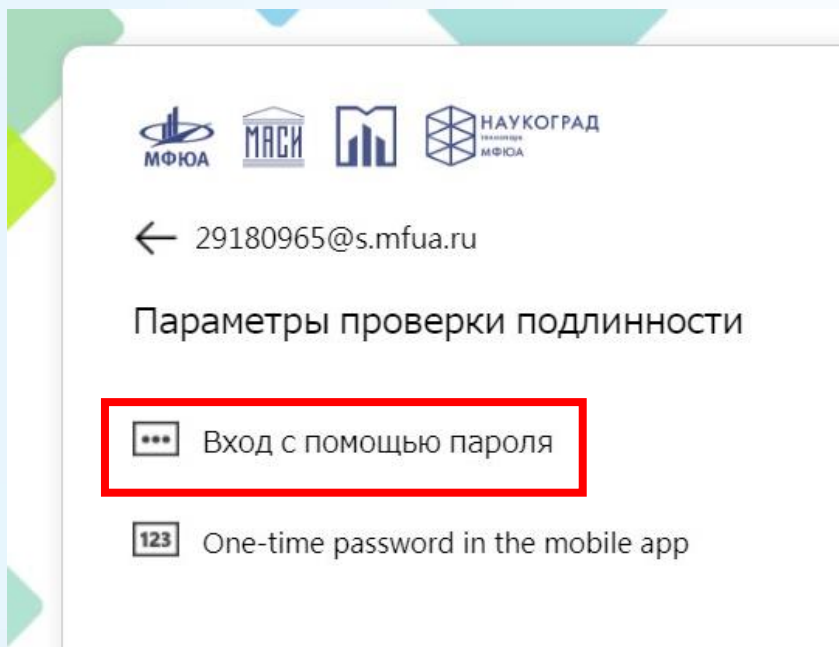 МФЮА
МАСИ
НАУКОГРАД
технопарк
МФЮА
29180965@s.mfua.ru
Параметры проверки подлинности
Вход с помощью пароля
123 One-time password in the mobile app